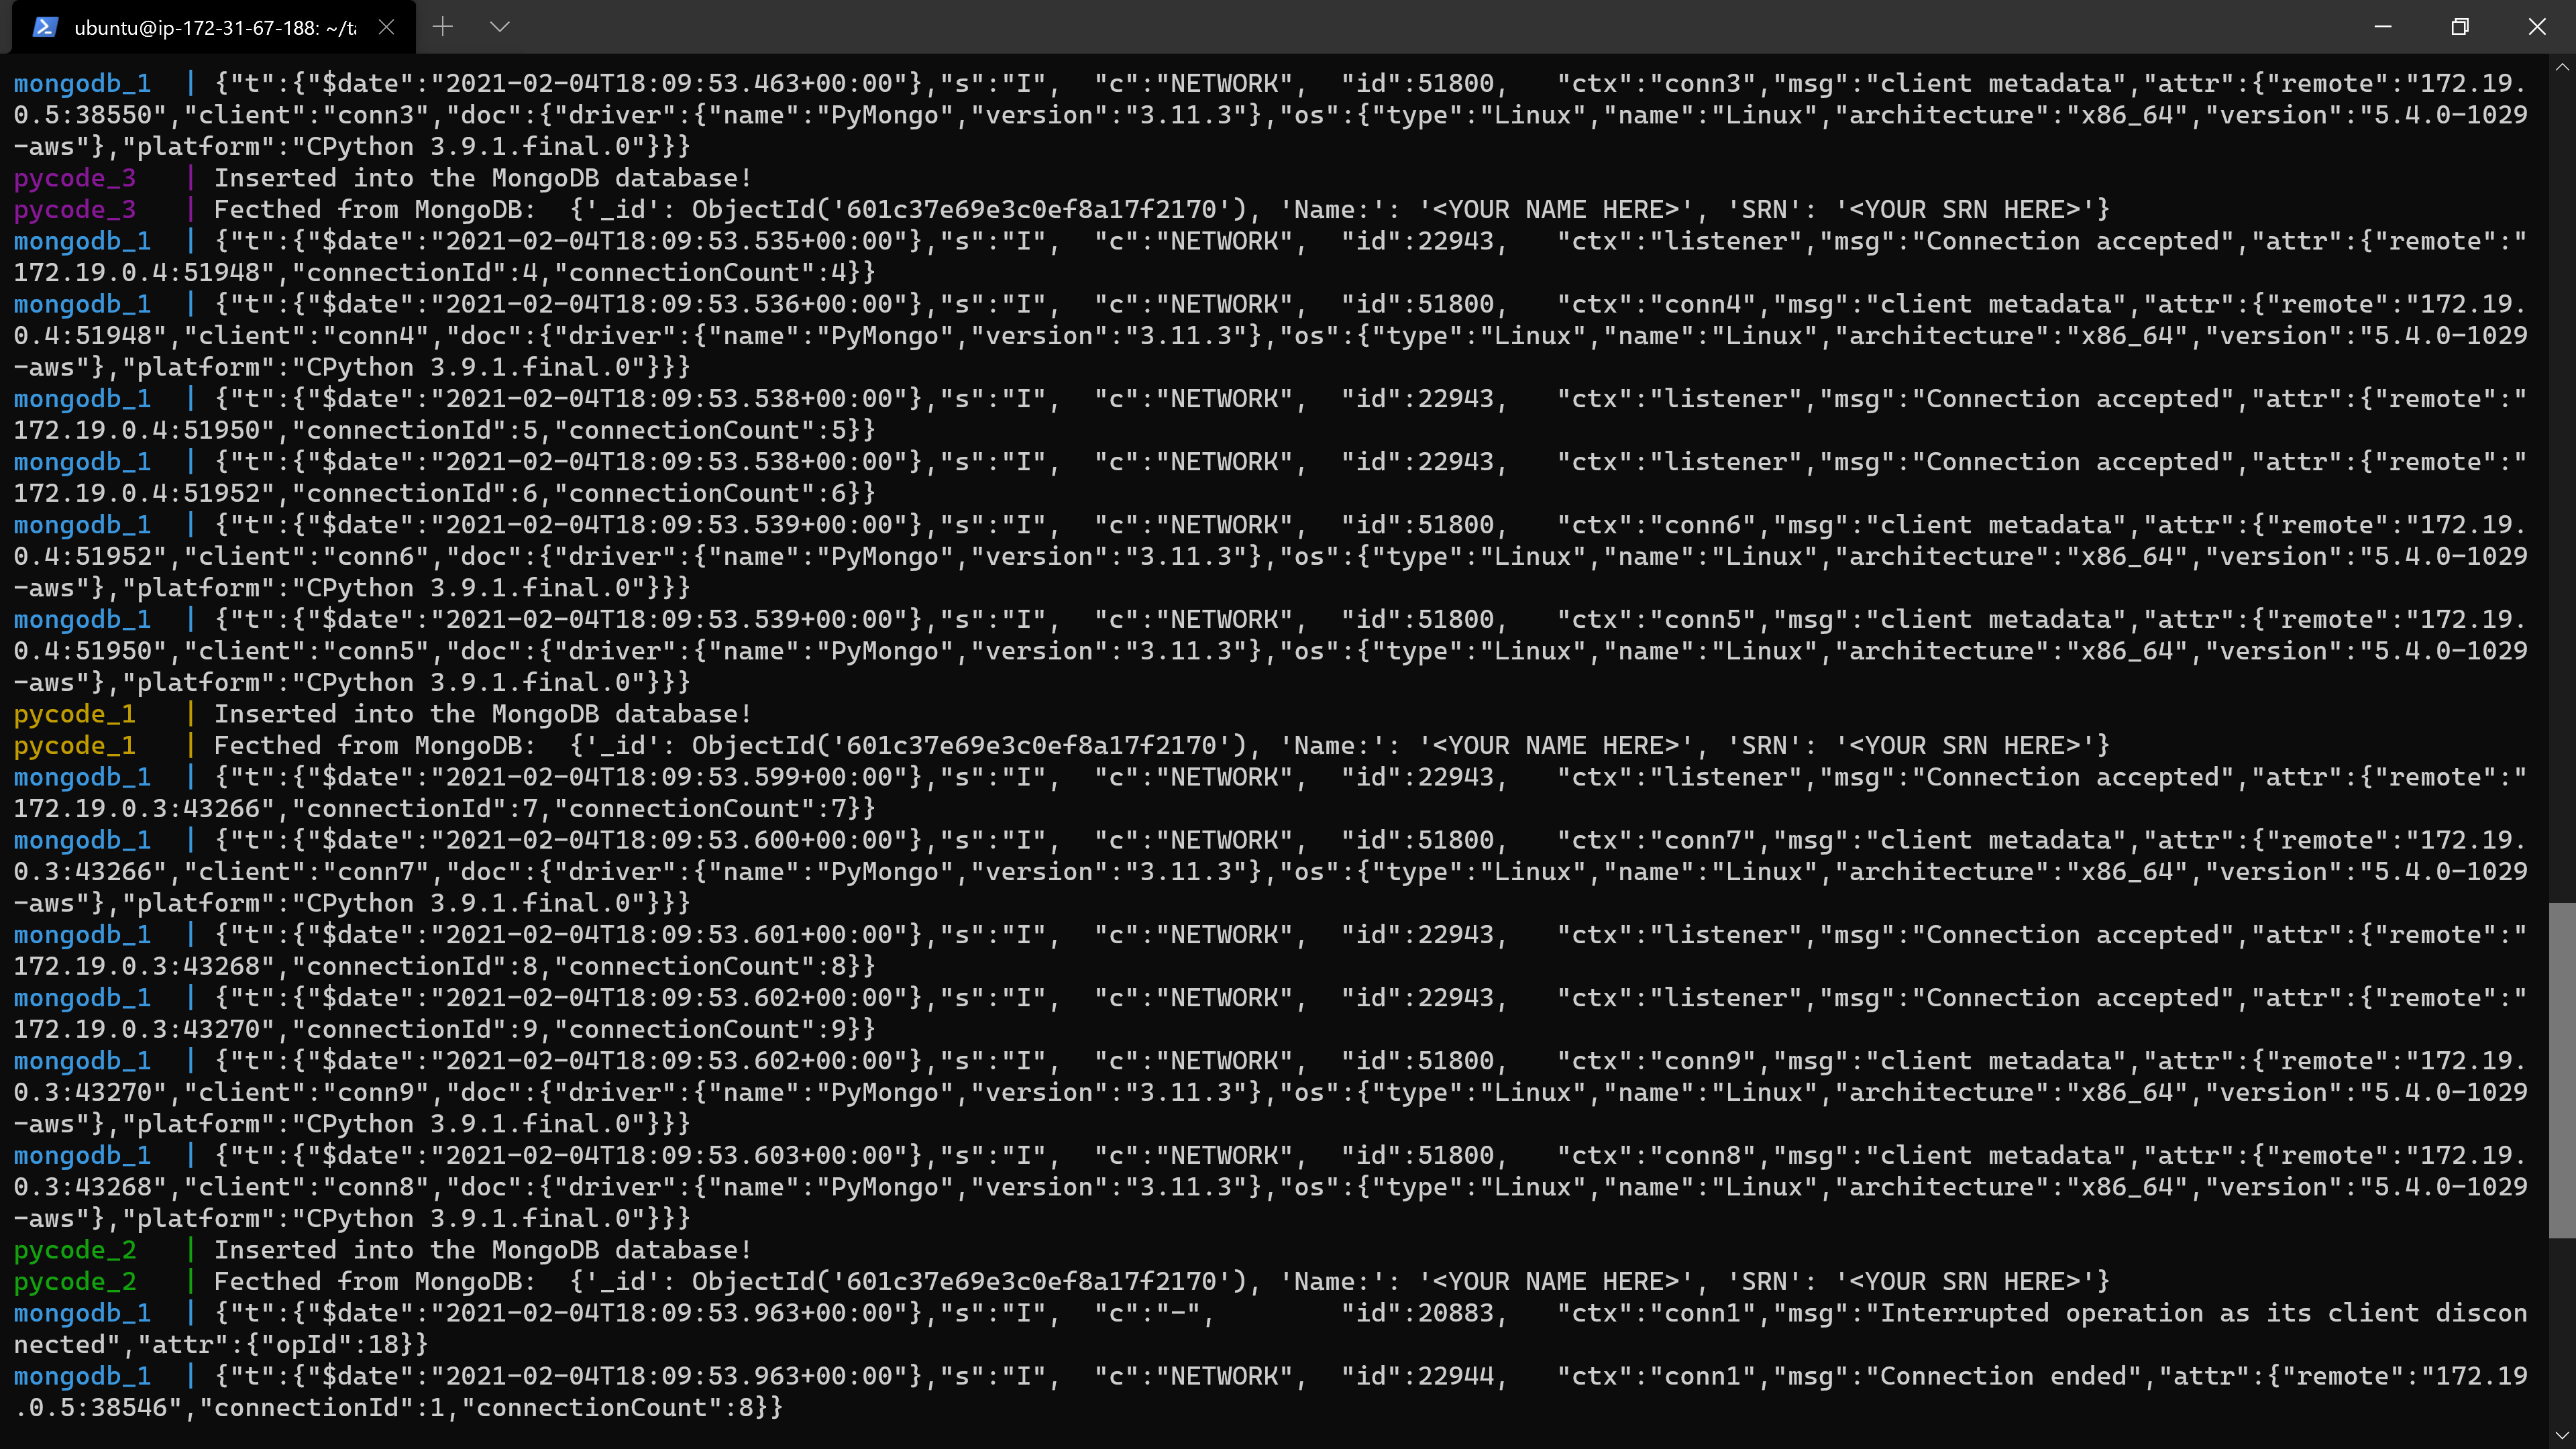 ubuntu@ip-172-31-67-188: ~/ta
mongodb_1  | {"t":{"$date":"2021-02-04T18:09:53.463+00:00"},"s":"I",  "c":"NETWORK",  "id":51800,   "ctx":"conn3","msg":"client metadata","attr":{"remote":"172.19.
0.5:38550","client":"conn3","doc":{"driver":{"name":"PyMongo","version":"3.11.3"},"os":{"type":"Linux","name":"Linux","architecture":"x86_64","version":"5.4.0-1029
-aws"},"platform":"CPython 3.9.1.final.0"}}}
pycode_3   | Inserted into the MongoDB database!
pycode_3   | Fecthed from MongoDB:  {'_id': ObjectId('601c37e69e3c0ef8a17f2170'), 'Name:': '<YOUR NAME HERE>', 'SRN': '<YOUR SRN HERE>'}
mongodb_1  | {"t":{"$date":"2021-02-04T18:09:53.535+00:00"},"s":"I",  "c":"NETWORK",  "id":22943,   "ctx":"listener","msg":"Connection accepted","attr":{"remote":"
172.19.0.4:51948","connectionId":4,"connectionCount":4}}
mongodb_1  | {"t":{"$date":"2021-02-04T18:09:53.536+00:00"},"s":"I",  "c":"NETWORK",  "id":51800,   "ctx":"conn4","msg":"client metadata","attr":{"remote":"172.19.
0.4:51948","client":"conn4","doc":{"driver":{"name":"PyMongo","version":"3.11.3"},"os":{"type":"Linux","name":"Linux","architecture":"x86_64","version":"5.4.0-1029
-aws"},"platform":"CPython 3.9.1.final.0"}}}
mongodb_1  | {"t":{"$date":"2021-02-04T18:09:53.538+00:00"},"s":"I",  "c":"NETWORK",  "id":22943,   "ctx":"listener","msg":"Connection accepted","attr":{"remote":"
172.19.0.4:51950","connectionId":5,"connectionCount":5}}
mongodb_1  | {"t":{"$date":"2021-02-04T18:09:53.538+00:00"},"s":"I",  "c":"NETWORK",  "id":22943,   "ctx":"listener","msg":"Connection accepted","attr":{"remote":"
172.19.0.4:51952","connectionId":6,"connectionCount":6}}
mongodb_1  | {"t":{"$date":"2021-02-04T18:09:53.539+00:00"},"s":"I",  "c":"NETWORK",  "id":51800,   "ctx":"conn6","msg":"client metadata","attr":{"remote":"172.19.
0.4:51952","client":"conn6","doc":{"driver":{"name":"PyMongo","version":"3.11.3"},"os":{"type":"Linux","name":"Linux","architecture":"x86_64","version":"5.4.0-1029
-aws"},"platform":"CPython 3.9.1.final.0"}}}
mongodb_1  | {"t":{"$date":"2021-02-04T18:09:53.539+00:00"},"s":"I",  "c":"NETWORK",  "id":51800,   "ctx":"conn5","msg":"client metadata","attr":{"remote":"172.19.
0.4:51950","client":"conn5","doc":{"driver":{"name":"PyMongo","version":"3.11.3"},"os":{"type":"Linux","name":"Linux","architecture":"x86_64","version":"5.4.0-1029
-aws"},"platform":"CPython 3.9.1.final.0"}}}
pycode_1   | Inserted into the MongoDB database!
pycode_1   | Fecthed from MongoDB:  {'_id': ObjectId('601c37e69e3c0ef8a17f2170'), 'Name:': '<YOUR NAME HERE>', 'SRN': '<YOUR SRN HERE>'}
mongodb_1  | {"t":{"$date":"2021-02-04T18:09:53.599+00:00"},"s":"I",  "c":"NETWORK",  "id":22943,   "ctx":"listener","msg":"Connection accepted","attr":{"remote":"
172.19.0.3:43266","connectionId":7,"connectionCount":7}}
mongodb_1  | {"t":{"$date":"2021-02-04T18:09:53.600+00:00"},"s":"I",  "c":"NETWORK",  "id":51800,   "ctx":"conn7","msg":"client metadata","attr":{"remote":"172.19.
0.3:43266","client":"conn7","doc":{"driver":{"name":"PyMongo","version":"3.11.3"},"os":{"type":"Linux","name":"Linux","architecture":"x86_64","version":"5.4.0-1029
-aws"},"platform":"CPython 3.9.1.final.0"}}}
mongodb_1  | {"t":{"$date":"2021-02-04T18:09:53.601+00:00"},"s":"I",  "c":"NETWORK",  "id":22943,   "ctx":"listener","msg":"Connection accepted","attr":{"remote":"
172.19.0.3:43268","connectionId":8,"connectionCount":8}}
mongodb_1  | {"t":{"$date":"2021-02-04T18:09:53.602+00:00"},"s":"I",  "c":"NETWORK",  "id":22943,   "ctx":"listener","msg":"Connection accepted","attr":{"remote":"
172.19.0.3:43270","connectionId":9,"connectionCount":9}}
mongodb_1  | {"t":{"$date":"2021-02-04T18:09:53.602+00:00"},"s":"I",  "c":"NETWORK",  "id":51800,   "ctx":"conn9","msg":"client metadata","attr":{"remote":"172.19.
0.3:43270","client":"conn9","doc":{"driver":{"name":"PyMongo","version":"3.11.3"},"os":{"type":"Linux","name":"Linux","architecture":"x86_64","version":"5.4.0-1029
-aws"},"platform":"CPython 3.9.1.final.0"}}}
mongodb_1  | {"t":{"$date":"2021-02-04T18:09:53.603+00:00"},"s":"I",  "c":"NETWORK",  "id":51800,   "ctx":"conn8","msg":"client metadata","attr":{"remote":"172.19.
0.3:43268","client":"conn8","doc":{"driver":{"name":"PyMongo","version":"3.11.3"},"os":{"type":"Linux","name":"Linux","architecture":"x86_64","version":"5.4.0-1029
-aws"},"platform":"CPython 3.9.1.final.0"}}}
pycode_2   | Inserted into the MongoDB database!
pycode_2   | Fecthed from MongoDB:  {'_id': ObjectId('601c37e69e3c0ef8a17f2170'), 'Name:': '<YOUR NAME HERE>', 'SRN': '<YOUR SRN HERE>'}
mongodb_1  | {"t":{"$date":"2021-02-04T18:09:53.963+00:00"},"s":"I",  "c":"-",        "id":20883,   "ctx":"conn1","msg":"Interrupted operation as its client discon
nected","attr":{"opId":18}}
mongodb_1  | {"t":{"$date":"2021-02-04T18:09:53.963+00:00"},"s":"I",  "c":"NETWORK",  "id":22944,   "ctx":"conn1","msg":"Connection ended","attr":{"remote":"172.19
.0.5:38546","connectionId":1,"connectionCount":8}}